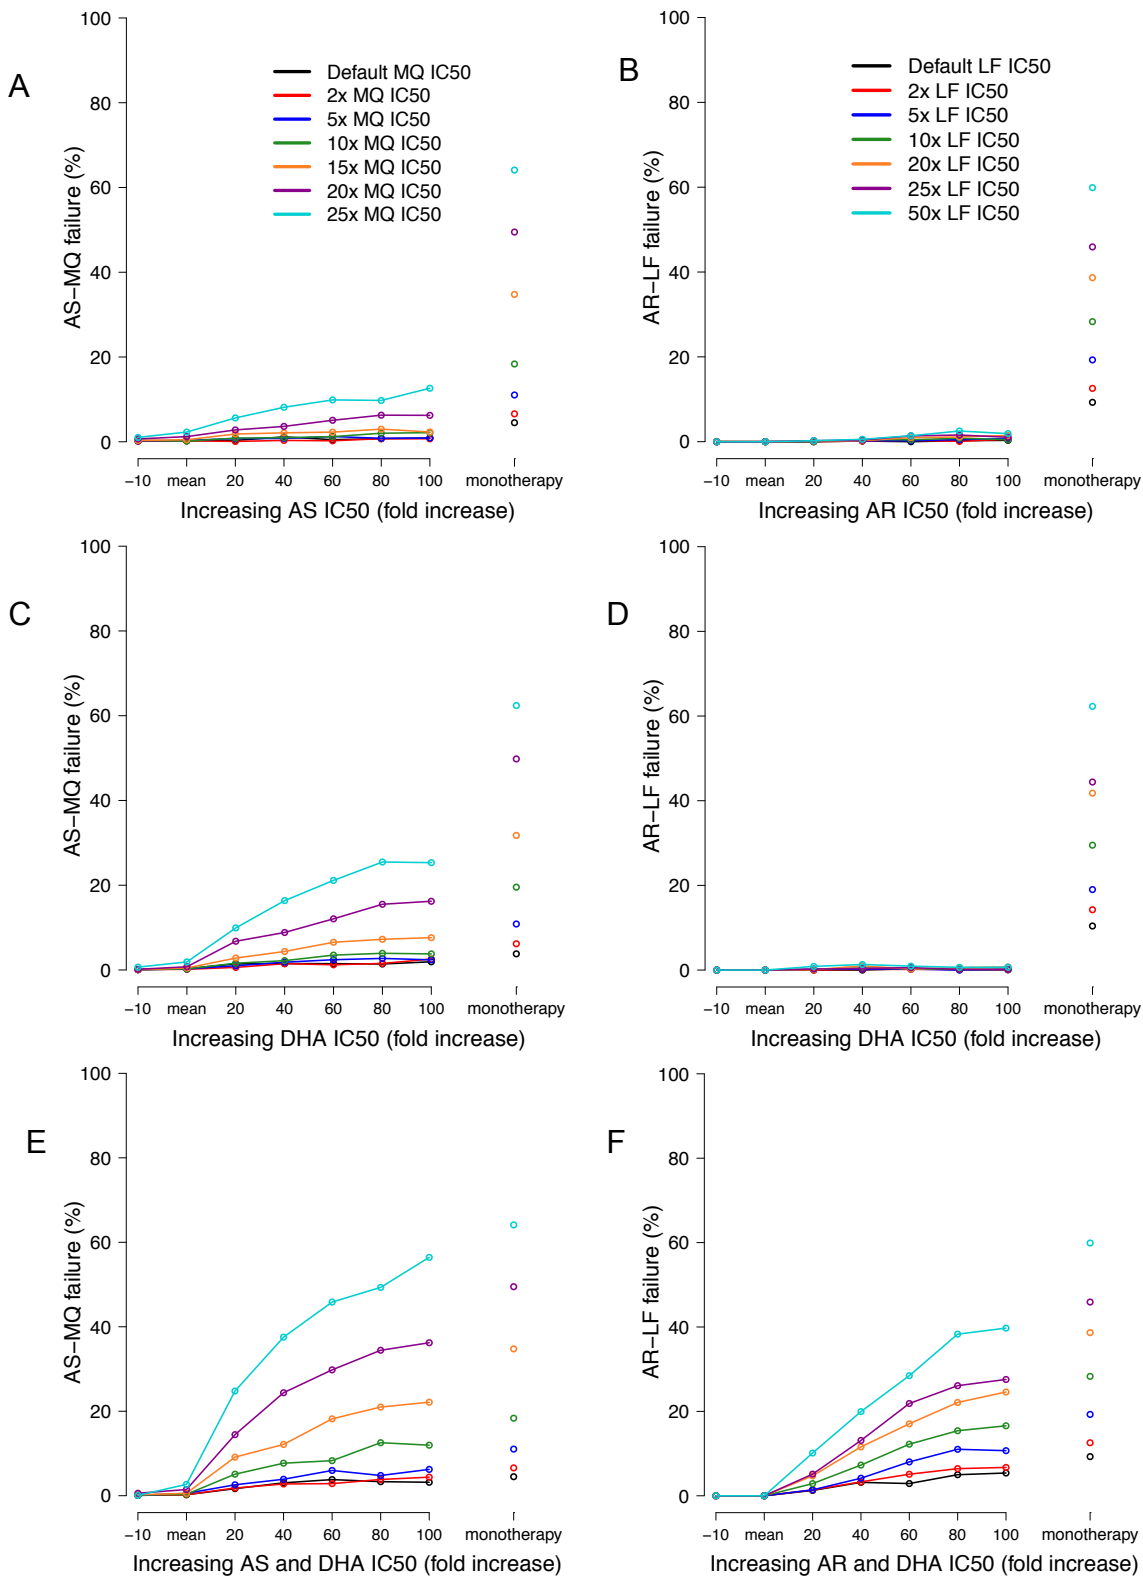 A
100
80
60
40
20
0
AS−MQ failure (%)
Default MQ IC50
2x MQ IC50
5x MQ IC50
10x MQ IC50
15x MQ IC50
20x MQ IC50
25x MQ IC50
−10 mean 20 40 60 80 100 monotherapy
Increasing AS IC50 (fold increase)
B
100
80
60
40
20
0
AR−LF failure (%)
Default LF IC50
2x LF IC50
5x LF IC50
10x LF IC50
20x LF IC50
25x LF IC50
50x LF IC50
−10 mean 20 40 60 80 100 monotherapy
Increasing AR IC50 (fold increase)
C
100
80
60
40
20
0
AS−MQ failure (%)
−10 mean 20 40 60 80 100 monotherapy
Increasing DHA IC50 (fold increase)
D
100
80
60
40
20
0
AR−LF failure (%)
−10 mean 20 40 60 80 100 monotherapy
Increasing DHA IC50 (fold increase)
E
100
80
60
40
20
0
AS−MQ failure (%)
−10 mean 20 40 60 80 100 monotherapy
Increasing AS and DHA IC50 (fold increase)
F
100
80
60
40
20
0
AR−LF failure (%)
−10 mean 20 40 60 80 100 monotherapy
Increasing AR and DHA IC50 (fold increase)